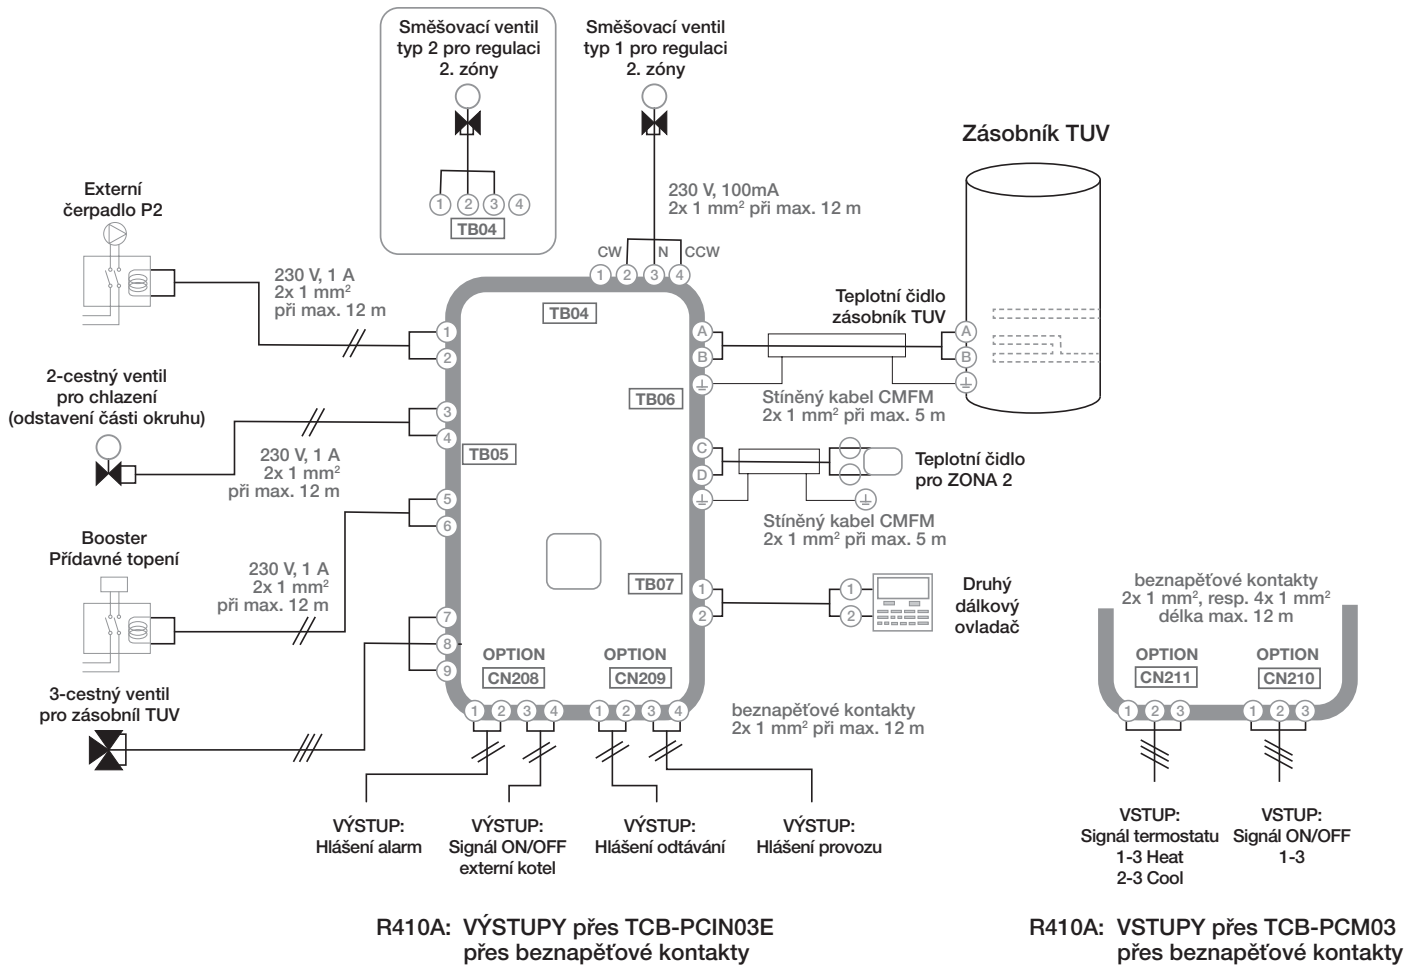 Směšovací ventil
typ 2 pro regulaci
2. zóny
1 2 3 4
TB04
Směšovací ventil
typ 1 pro regulaci
2. zóny
230 V, 100mA
2x 1 mm² při max. 12 m
CW N CCW
1 2 3 4
TB04
Zásobník TUV
Externí
čerpadlo P2
230 V, 1 A
2x 1 mm²
při max. 12 m
1
2
2-cestný ventil
pro chlazení
(odstavení části okruhu)
230 V, 1 A
2x 1 mm²
při max. 12 m
3
4
TB05
5
6
Booster
Přídavné topení
230 V, 1 A
2x 1 mm²
při max. 12 m
7
8
9
3-cestný ventil
pro zásobníl TUV
Teplotní čidlo
zásobník TUV
A
B
A
B
TB06
Stíněný kabel CMFM
2x 1 mm² při max. 5 m
C
D
Teplotní čidlo
pro ZONA 2
Stíněný kabel CMFM
2x 1 mm² při max. 5 m
TB07
1
2
1
2
Druhý
dálkový
ovladač
OPTION
CN208
1 2 3 4
OPTION
CN209
1 2 3 4
beznapěťové kontakty
2x 1 mm² při max. 12 m
VÝSTUP:
Hlášení alarm
VÝSTUP:
Signál ON/OFF
externí kotel
VÝSTUP:
Hlášení odtávání
VÝSTUP:
Hlášení provozu
R410A: VÝSTUPY přes TCB-PCIN03E
přes beznapěťové kontakty
beznapěťové kontakty
2x 1 mm², resp. 4x 1 mm²
délka max. 12 m
OPTION
CN211
1 2 3
OPTION
CN210
1 2 3
VSTUP:
Signál termostatu
1-3 Heat
2-3 Cool
VSTUP:
Signál ON/OFF
1-3
R410A: VSTUPY přes TCB-PCM03
přes beznapěťové kontakty